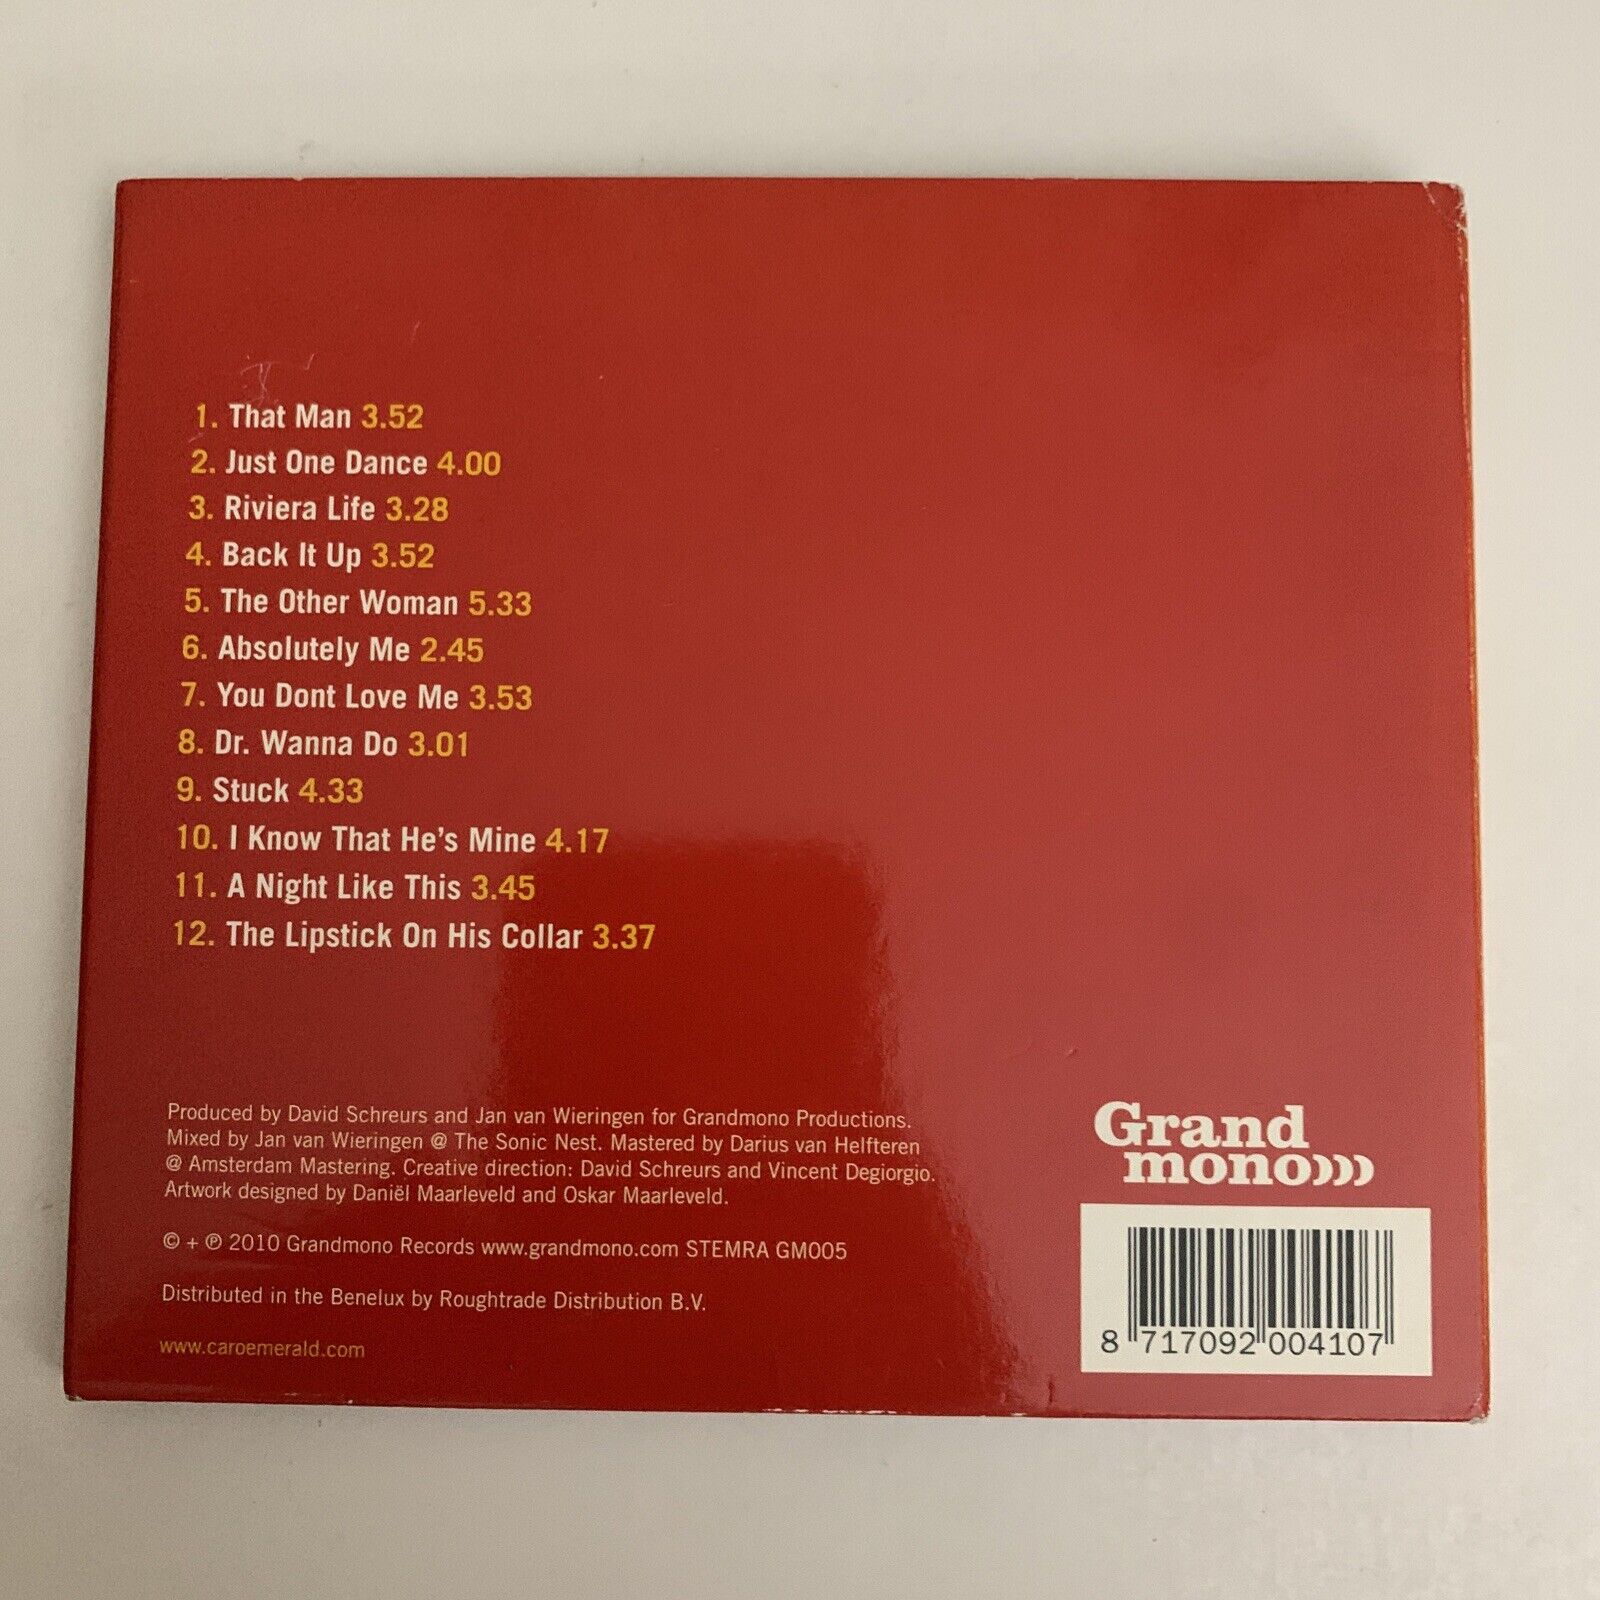 1. That Man 3.52
2. Just One Dance 4.00
3. Riviera Life 3.28
4. Back It Up 3.52
5. The Other Woman 5.33
6. Absolutely Me 2.45
7. You Dont Love Me 3.53
8. Dr. Wanna Do 3.01
9. Stuck 4.33
10. I Know That He's Mine 4.17
11. A Night Like This 3.45
12. The Lipstick On His Collar 3.37
Produced by David Schreurs and Jan van Wieringen for Grandmono Productions.
Mixed by Jan van Wieringen @ The Sonic Nest. Mastered by Darius van Helfteren
@ Amsterdam Mastering. Creative direction: David Schreurs and Vincent Degiorgio.
Artwork designed by Daniël Maarleveld and Oskar Maarleveld.
© + ℗ 2010 Grandmono Records www.grandmono.com STEMRA GM005
Distributed in the Benelux by Roughtrade Distribution B.V.
www.caroemerald.com
Grand
mono)))
8 717092 004107